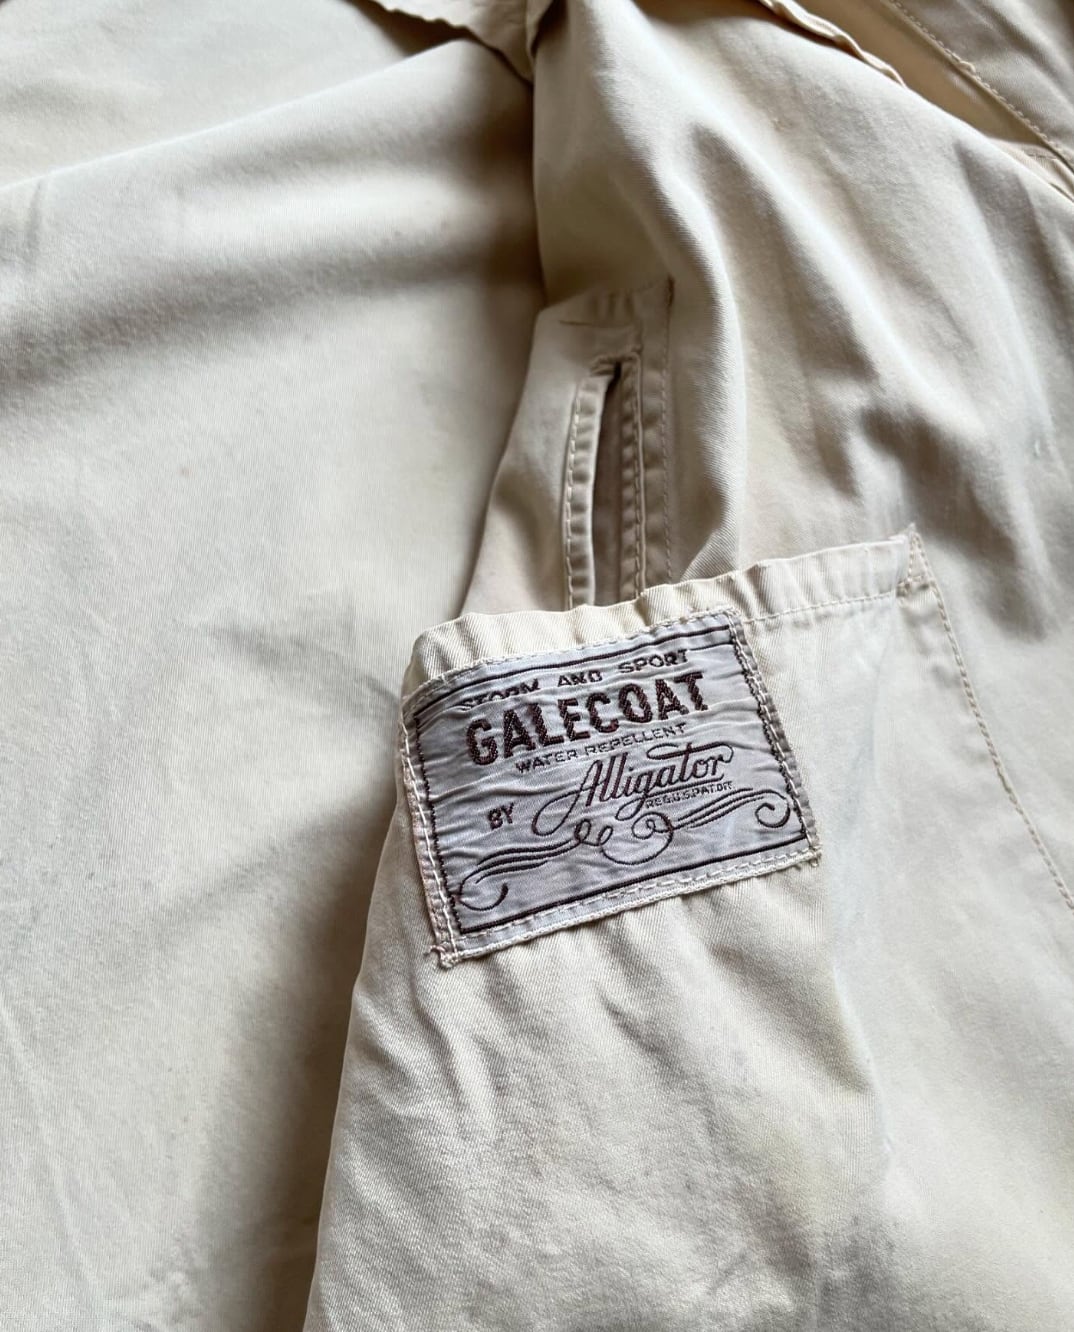 STORM AND SPORT
GALECOAT
WATER REPELLENT
BY Alligator
REG.U.S.PAT.OFF